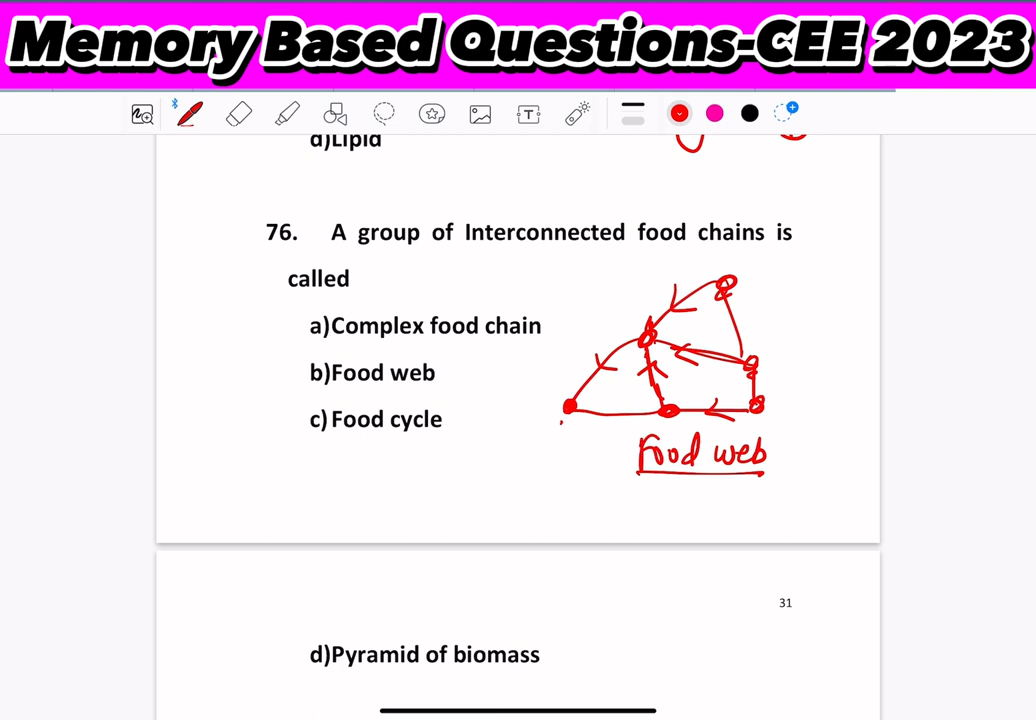 Memory Based Questions-CEE 2023
d)Lipid
76. A group of Interconnected food chains is
called
a)Complex food chain
b)Food web
c)Food cycle
Food web
31
d)Pyramid of biomass